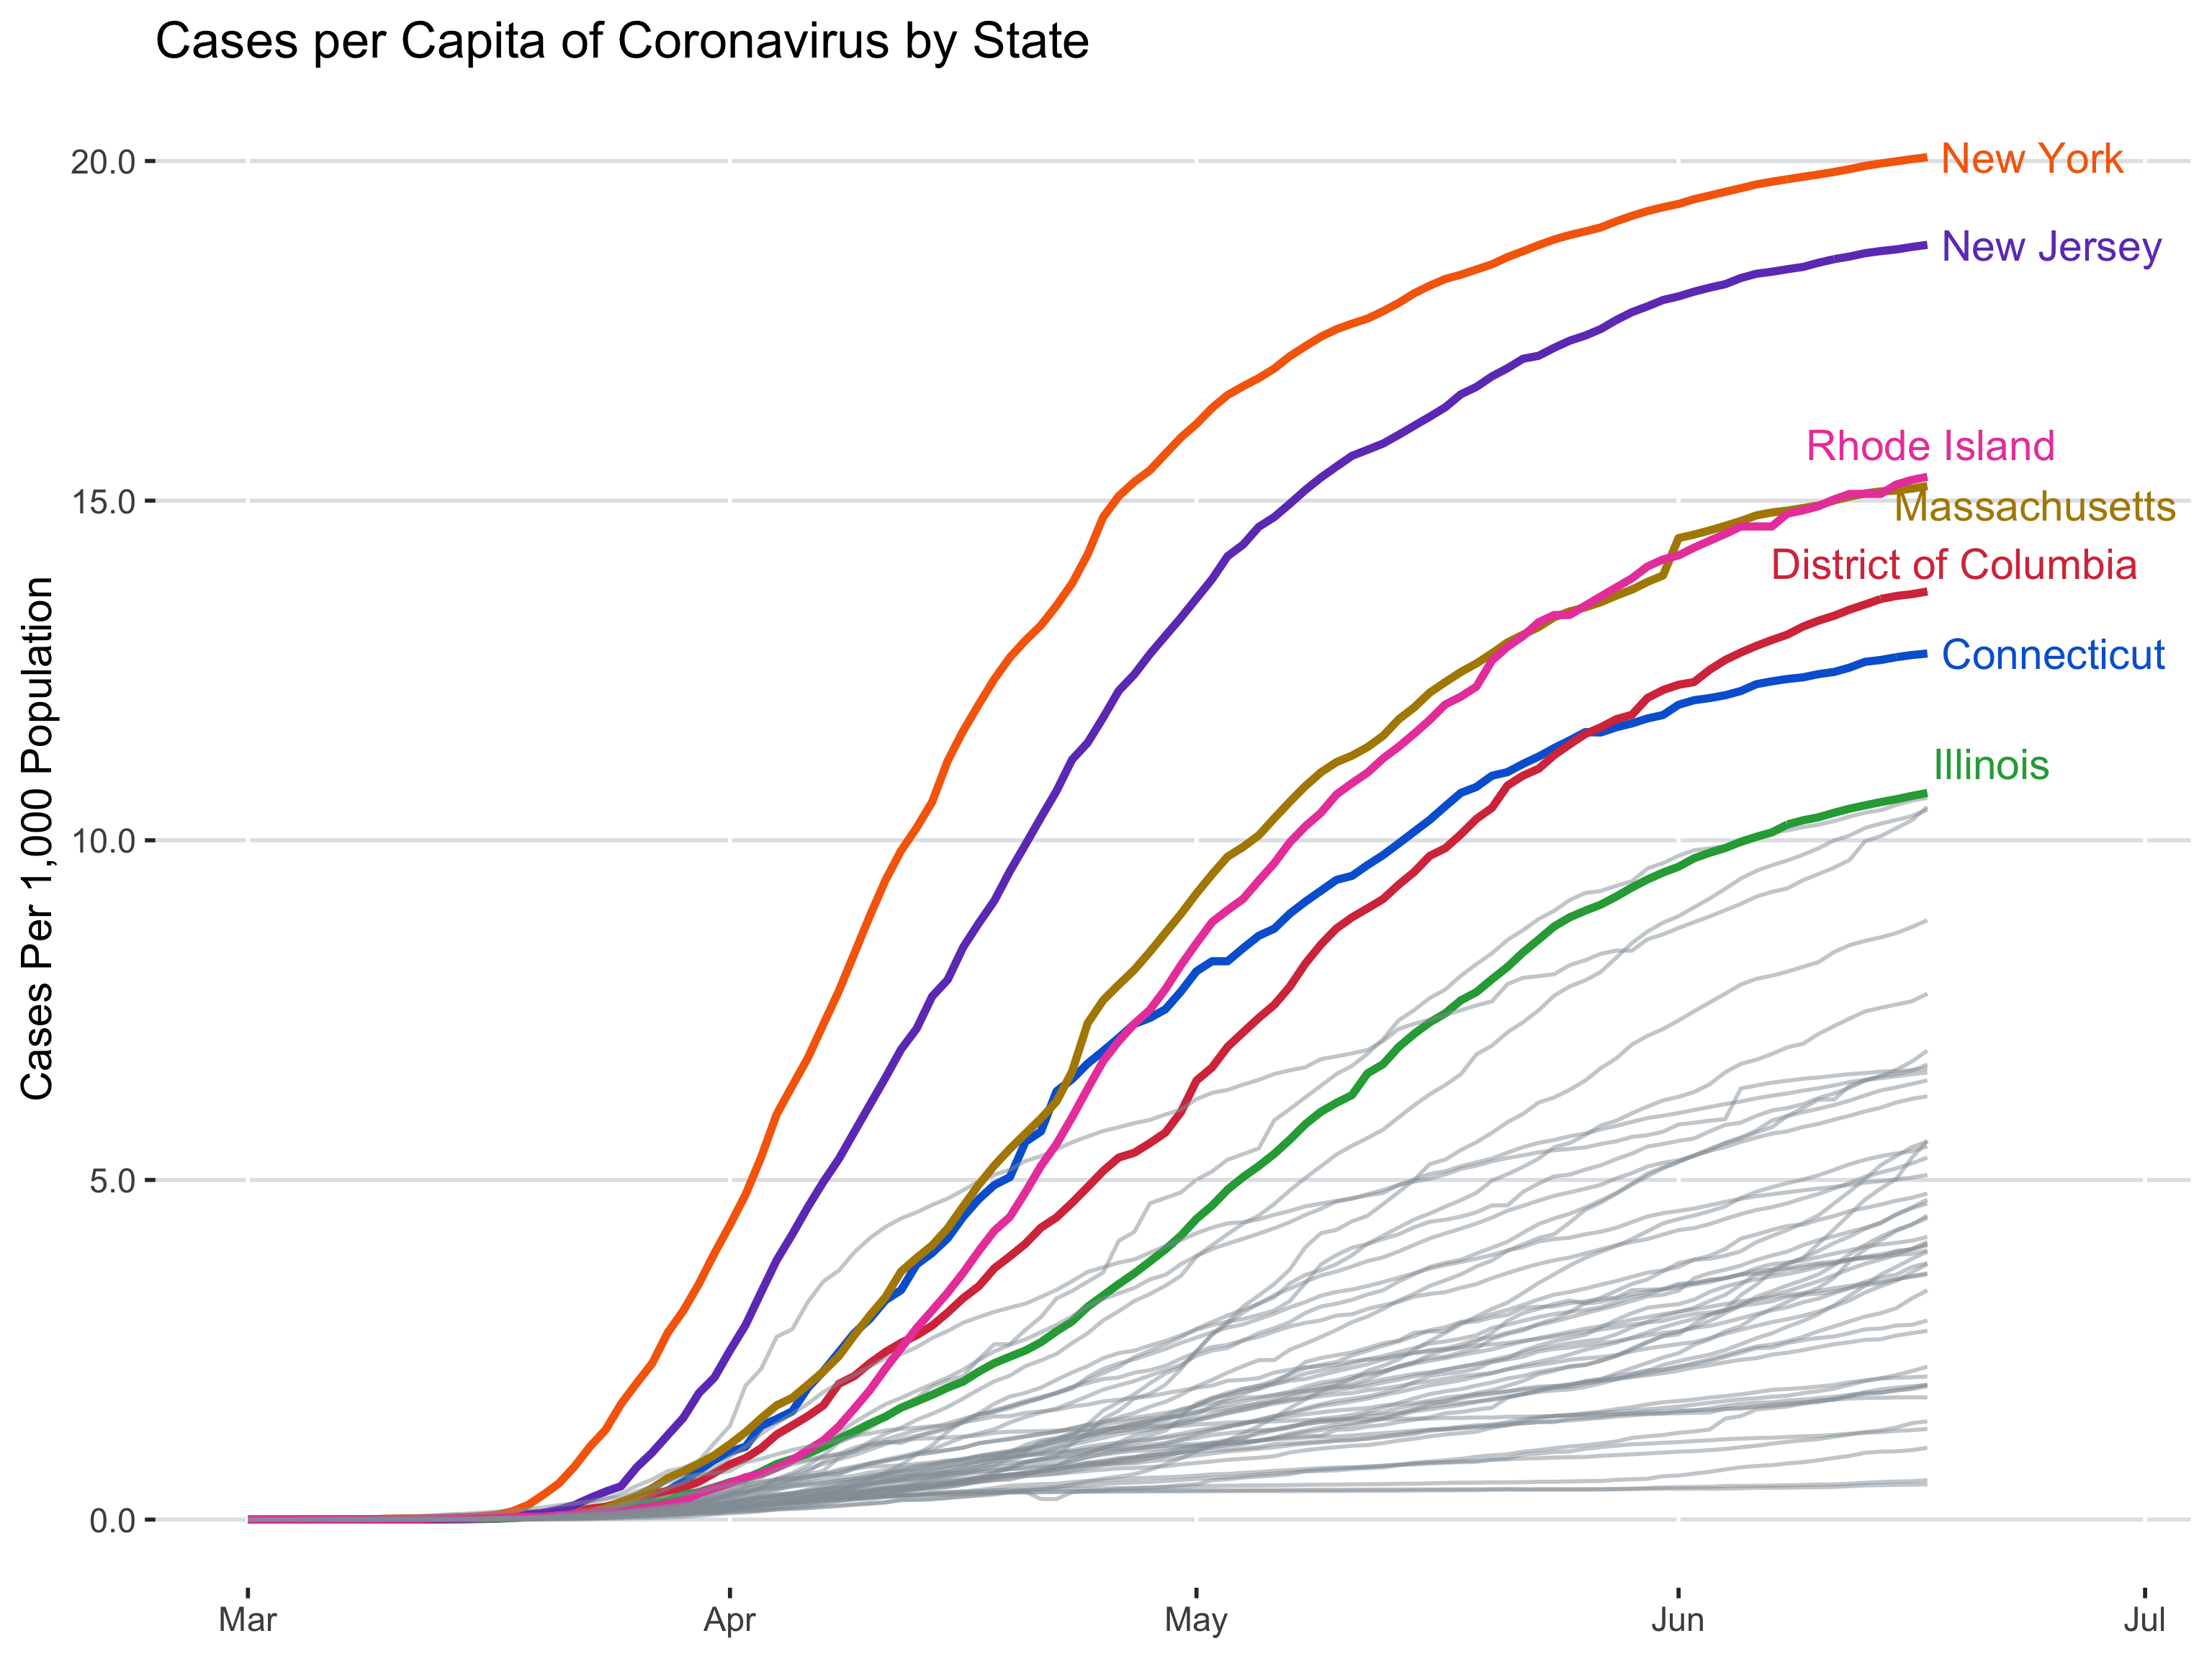 Cases per Capita of Coronavirus by State
Cases Per 1,000 Population
20.0
15.0
10.0
5.0
0.0
New York
New Jersey
Rhode Island
Massachusetts
District of Columbia
Connecticut
Illinois
Mar
Apr
May
Jun
Jul